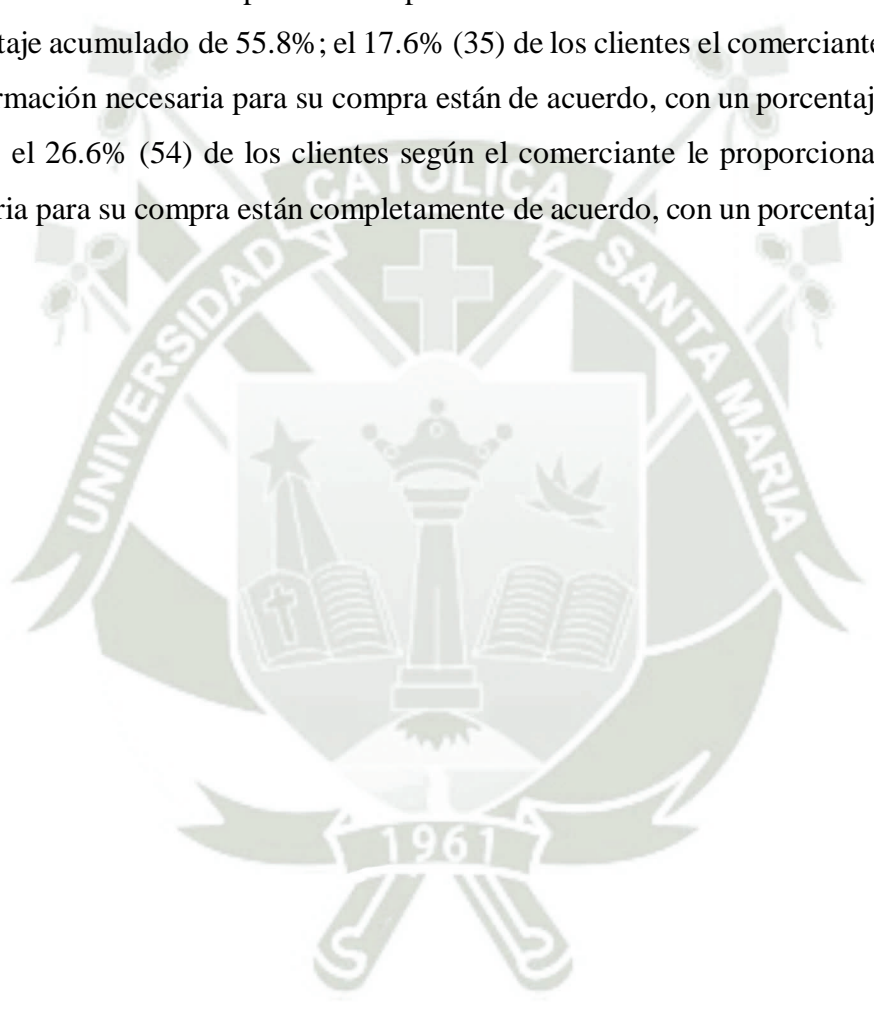 taje acumulado de 55.8%; el 17.6% (35) de los clientes el comerciante
rmación necesaria para su compra están de acuerdo, con un porcentaj
el 26.6% (54) de los clientes según el comerciante le proporciona
ria para su compra están completamente de acuerdo, con un porcentaj
UNIVERSIDAD CATOLICA SANTA MARIA
1961